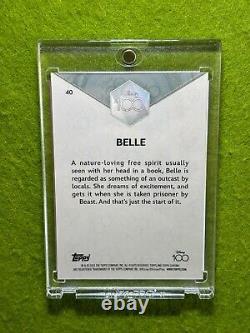 40
Disney
100
BELLE
A nature-loving free spirit usually
seen with her head in a book, Belle is
regarded as something of an outcast by
locals. She dreams of excitement, and
gets it when she is taken prisoner by
Beast. And that's just the start of it.
Topps
Disney
100